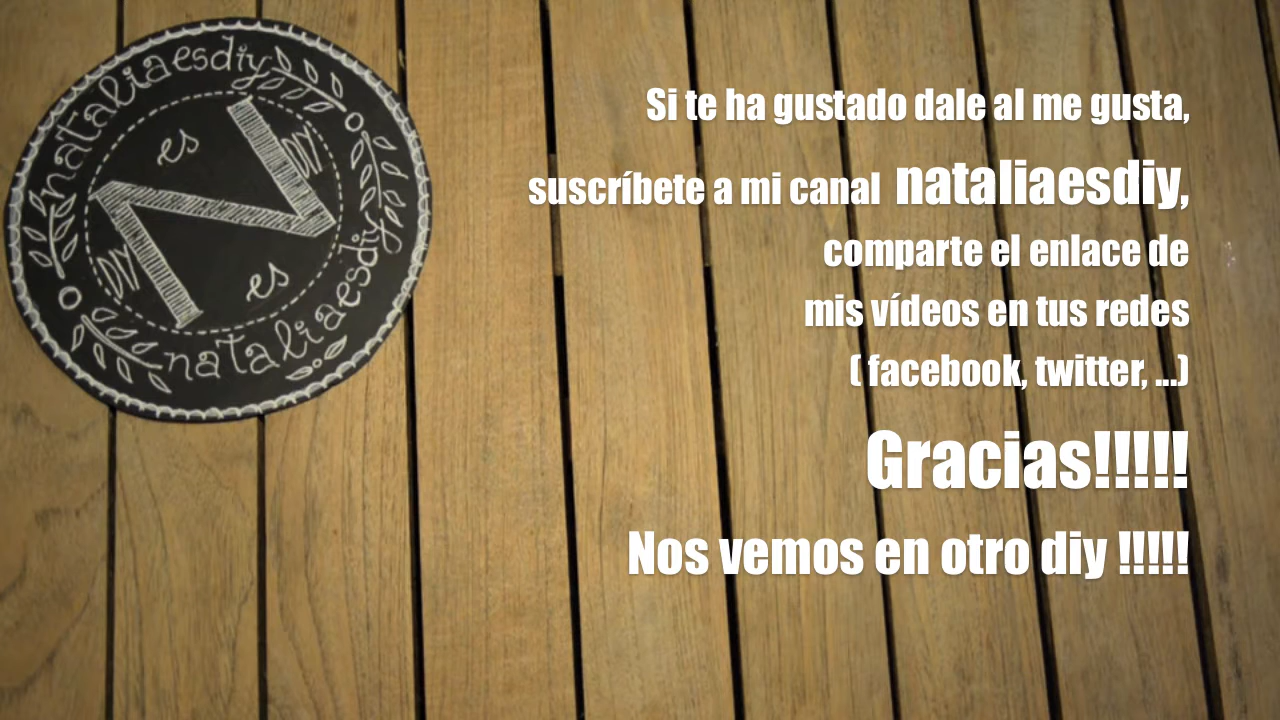 nataliaesdiy
es
DIY
N
DIY
es
nataliaesdiy
Si te ha gustado dale al me gusta,
suscríbete a mi canal nataliaesdiy,
comparte el enlace de
mis vídeos en tus redes
( facebook, twitter, ...)
Gracias!!!!!
Nos vemos en otro diy !!!!!